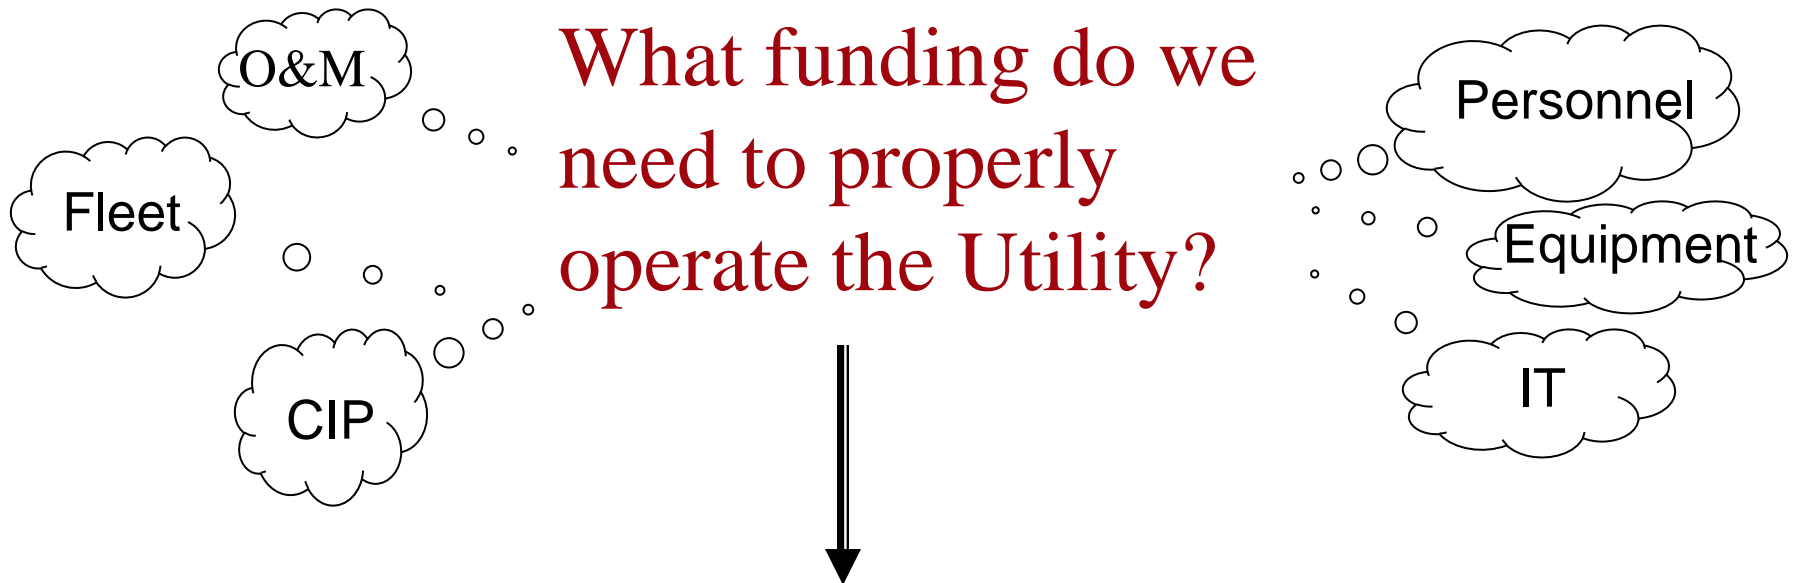 O&M
Fleet
CIP
What funding do we
need to properly
operate the Utility?
Personnel
Equipment
IT